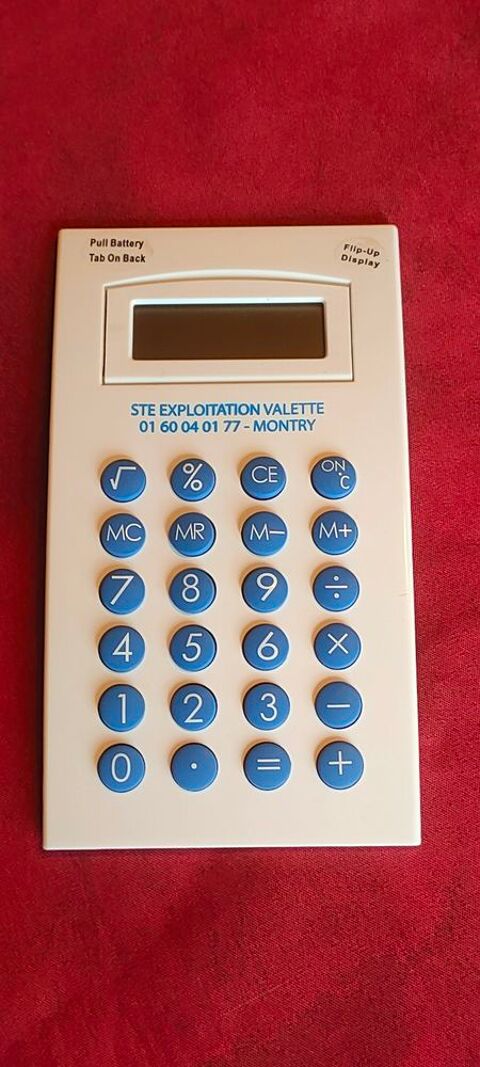 Pull Battery
Tab On Back
Flip-Up
Display
STE EXPLOITATION VALETTE
01 60 04 01 77 - MONTRY
√ % CE ON·C
MC MR M− M+
7 8 9 ÷
4 5 6 ×
1 2 3 −
0 · = +